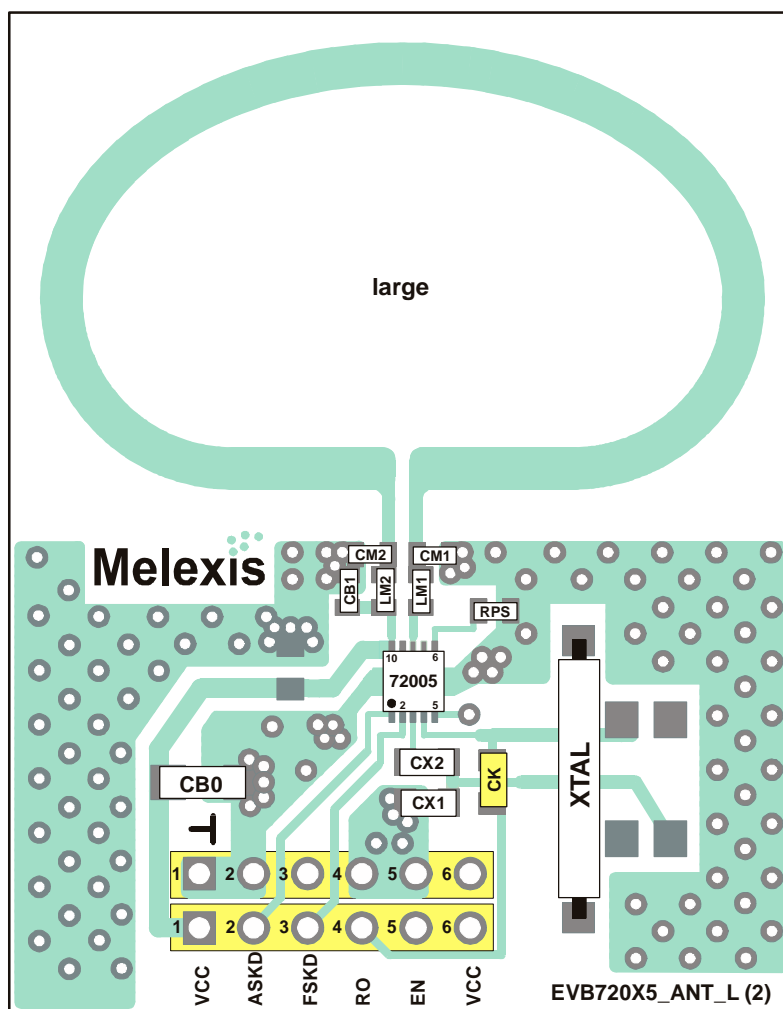 large
Melexis
CM2
CM1
CB1
LM2
LM1
RPS
10
6
72005
2
5
CX2
CX1
CK
XTAL
CB0
1 2 3 4 5 6
1 2 3 4 5 6
VCC
ASKD
FSKD
RO
EN
VCC
EVB720X5_ANT_L (2)